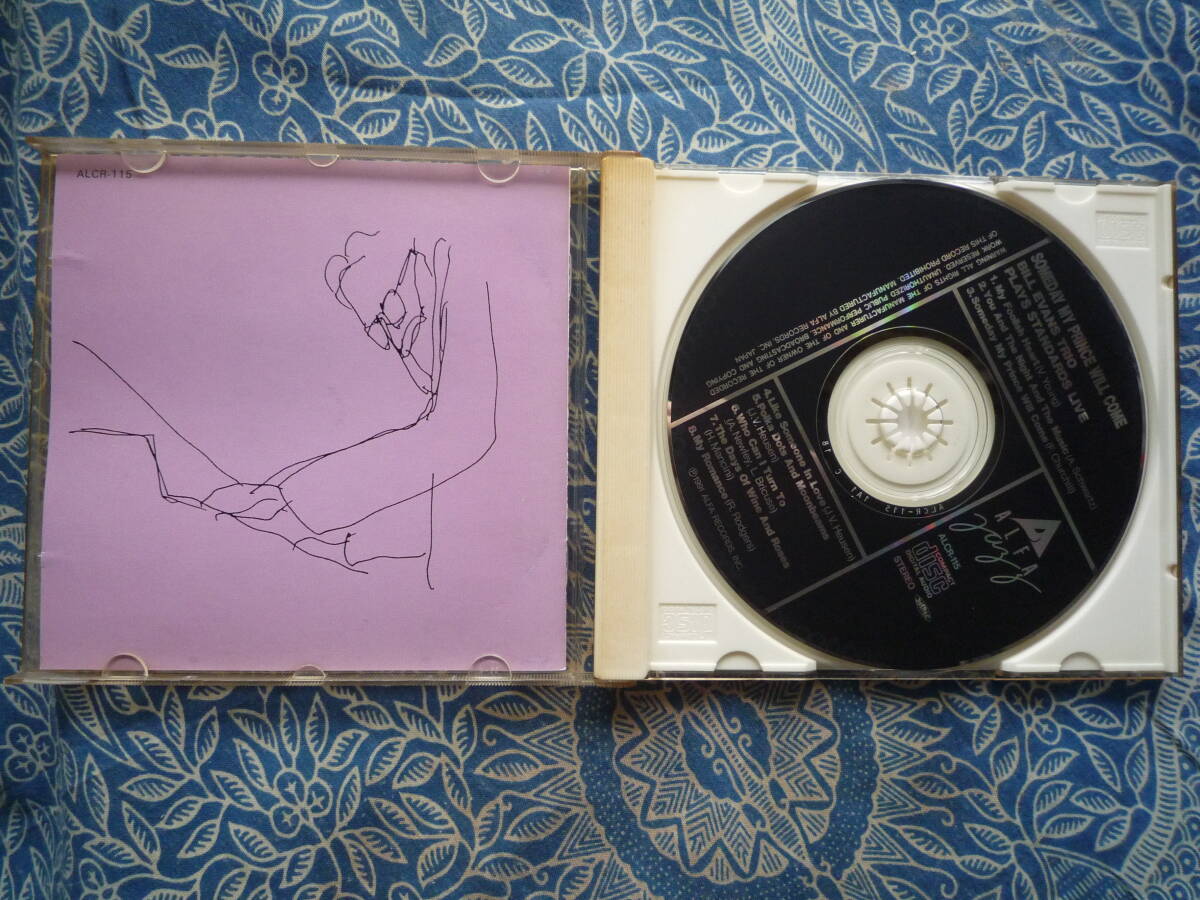 ALCR-115
SOMEDAY MY PRINCE WILL COME
BILL EVANS TRIO
PLAYS STANDARDS LIVE
1. My Foolish Heart (V. Young)
2. You, And The Night And The Music (A. Schwartz)
3. Someday My Prince Will Come (F. Churchill)
4. Like Someone In Love (J.V. Heusen)
5. Polka Dots And Moonbeams
(J.V. Heusen)
6. Who Can I Turn To
(A. Newley, L. Bricuse)
7. The Days Of Wine And Roses
(H. Mancini)
8. My Romance (R. Rodgers)
WARNING: ALL RIGHTS OF THE MANUFACTURER AND OF THE OWNER OF THE RECORDED
WORK RESERVED. UNAUTHORIZED PUBLIC PERFORMANCE, BROADCASTING AND COPYING
OF THIS RECORD PROHIBITED. MANUFACTURED BY ALFA RECORDS, INC. JAPAN
ALFA
Jazz
ALCR-115
COMPACT
disc
DIGITAL AUDIO
STEREO
ALCR-115